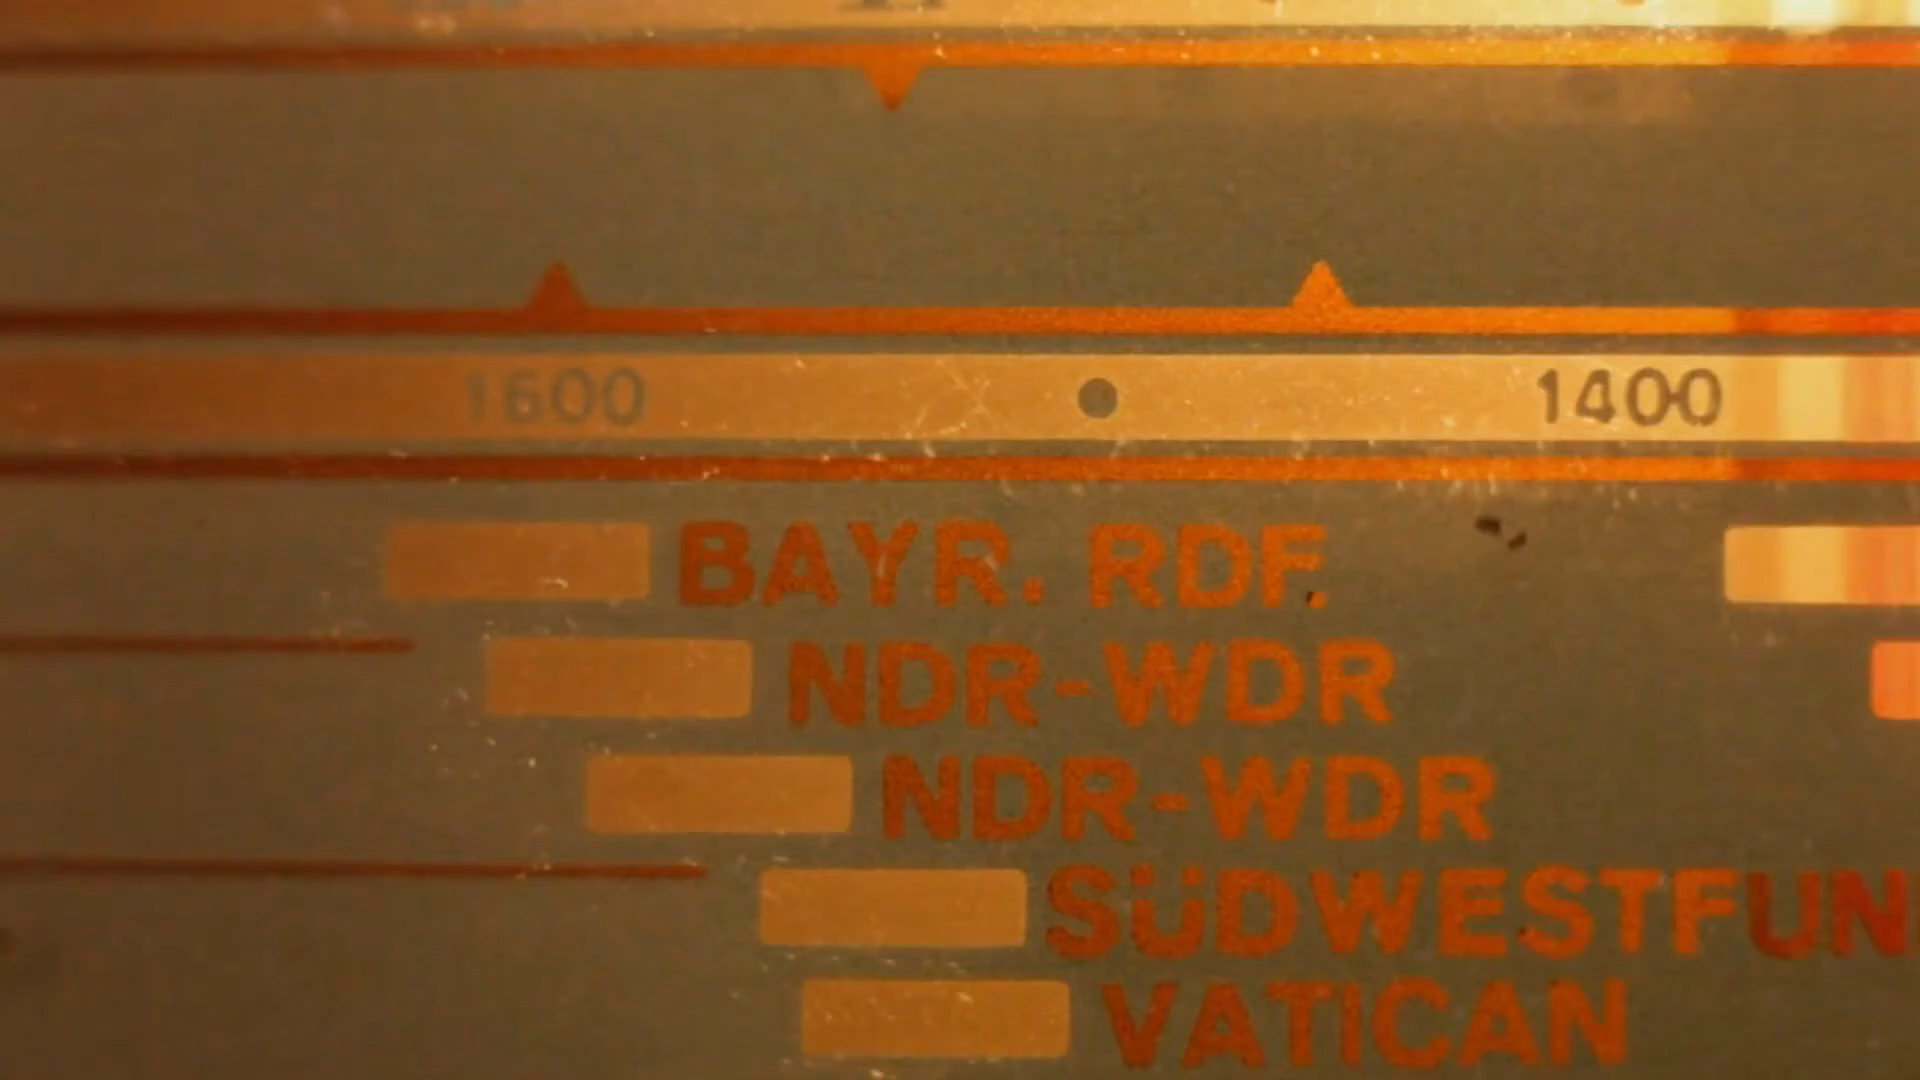 1600 1400
BAYR. RDF.
NDR-WDR
NDR-WDR
SÜDWESTFUN
VATICAN